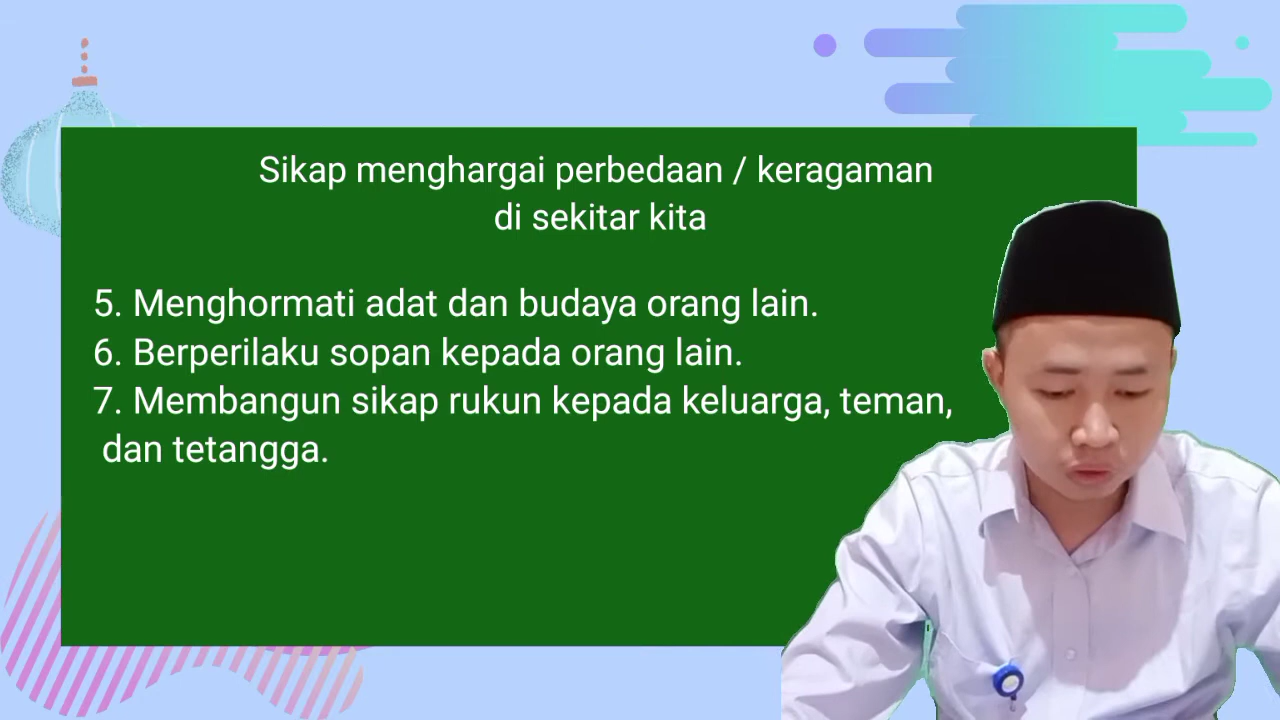 Sikap menghargai perbedaan / keragaman
di sekitar kita
5. Menghormati adat dan budaya orang lain.
6. Berperilaku sopan kepada orang lain.
7. Membangun sikap rukun kepada keluarga, teman,
dan tetangga.